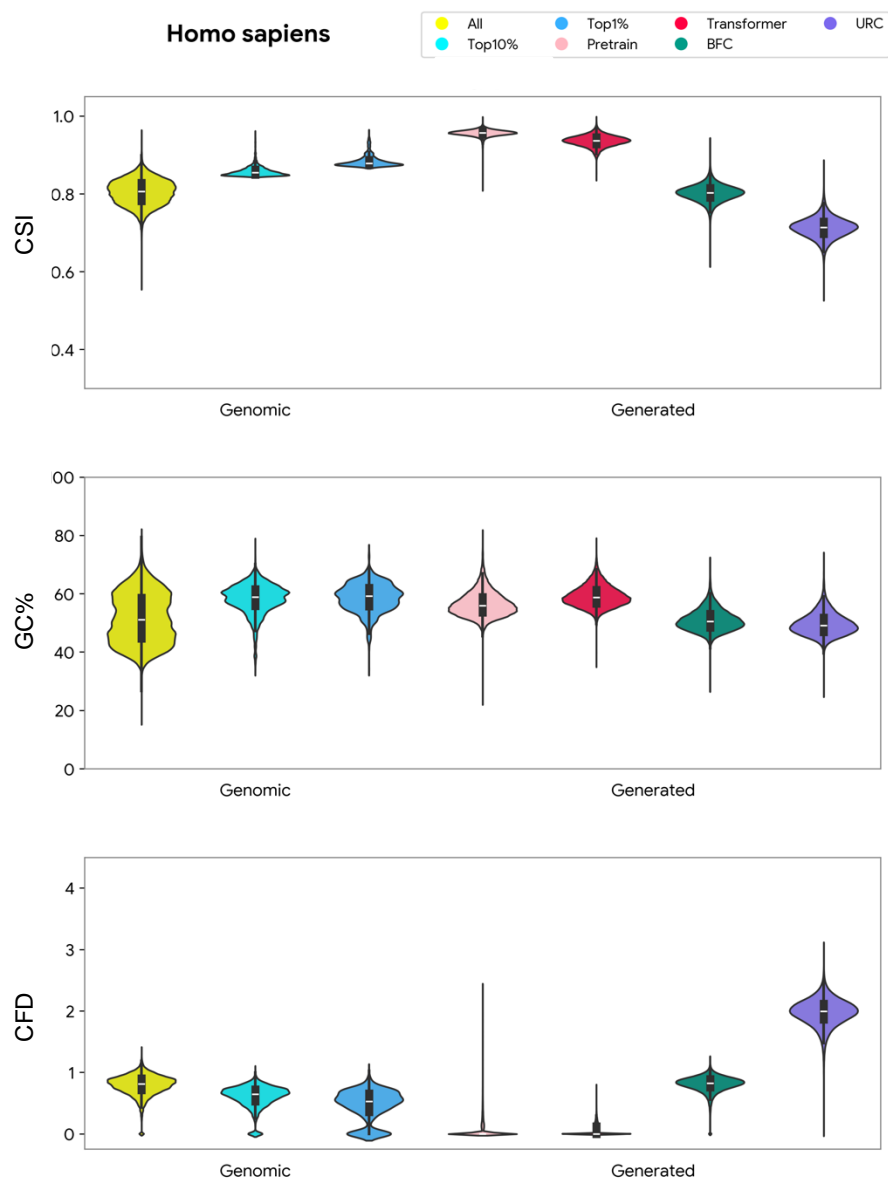 Homo sapiens
All Top1% Transformer URC
Top10% Pretrain BFC
CSI
1.0
0.8
0.6
0.4
Genomic Generated
GC%
00
80
60
40
20
0
Genomic Generated
CFD
4
3
2
1
0
Genomic Generated